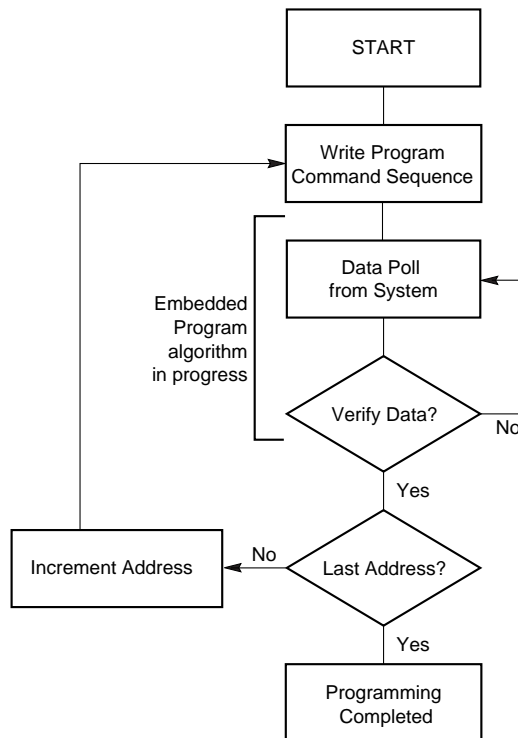 START
Write Program
Command Sequence
Data Poll
from System
Embedded
Program
algorithm
in progress
Verify Data?
No
Yes
Last Address?
No
Increment Address
Yes
Programming
Completed